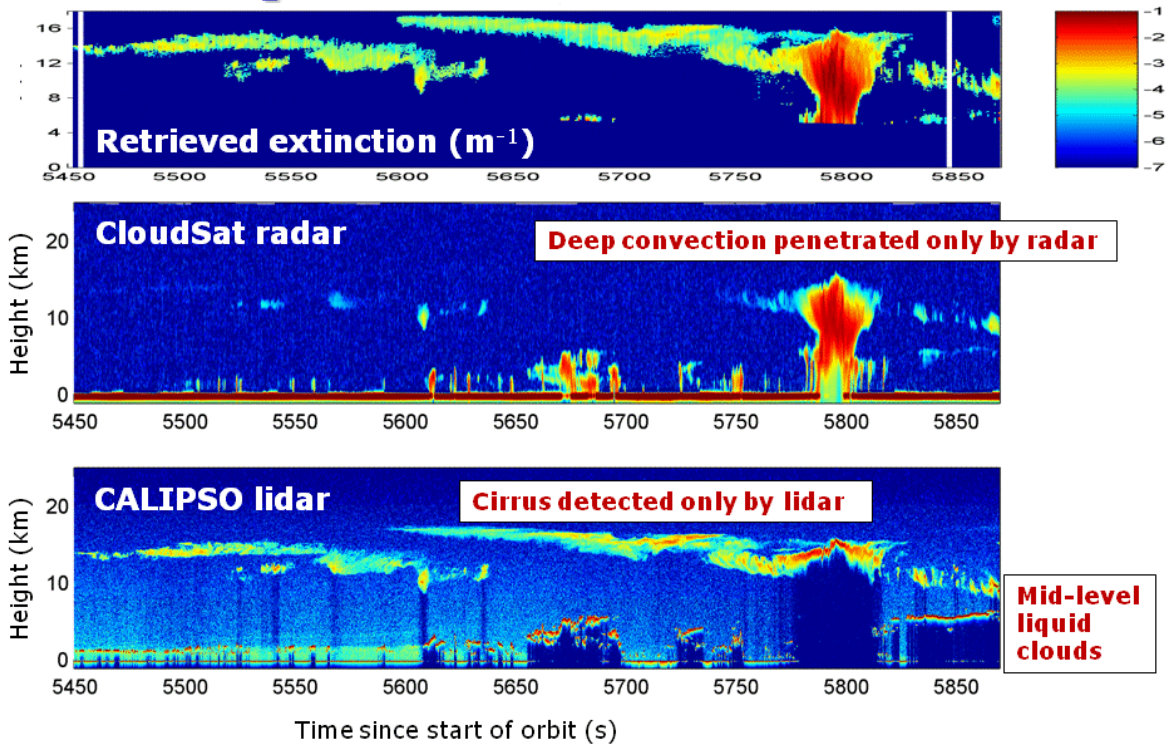 16
12
8
4
0
Retrieved extinction (m⁻¹)
5450 5500 5550 5600 5650 5700 5750 5800 5850
-1
-2
-3
-4
-5
-6
-7
CloudSat radar
Deep convection penetrated only by radar
Height (km)
20
10
0
5450 5500 5550 5600 5650 5700 5750 5800 5850
CALIPSO lidar
Cirrus detected only by lidar
Height (km)
20
10
0
Mid-level
liquid
clouds
5450 5500 5550 5600 5650 5700 5750 5800 5850
Time since start of orbit (s)